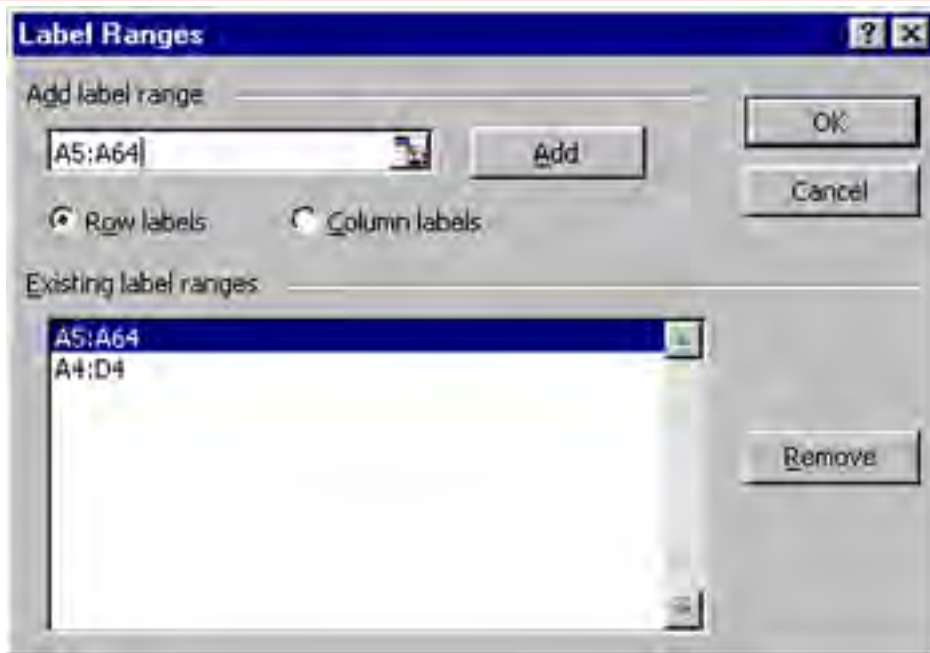 Label Ranges
Add label range
OK
A5:A64
Add
Cancel
Row labels
Column labels
Existing label ranges
A5:A64
A4:D4
Remove